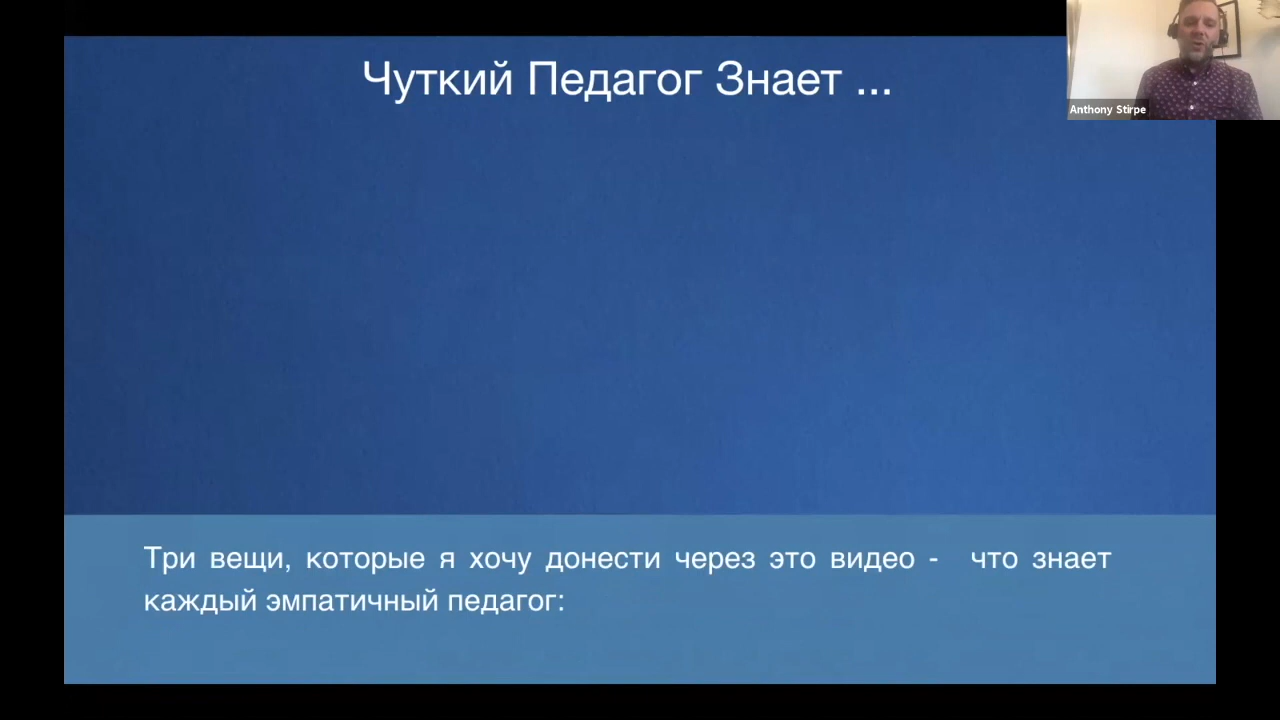 Чуткий Педагог Знает ...
Anthony Stirpe
Три вещи, которые я хочу донести через это видео - что знает
каждый эмпатичный педагог: